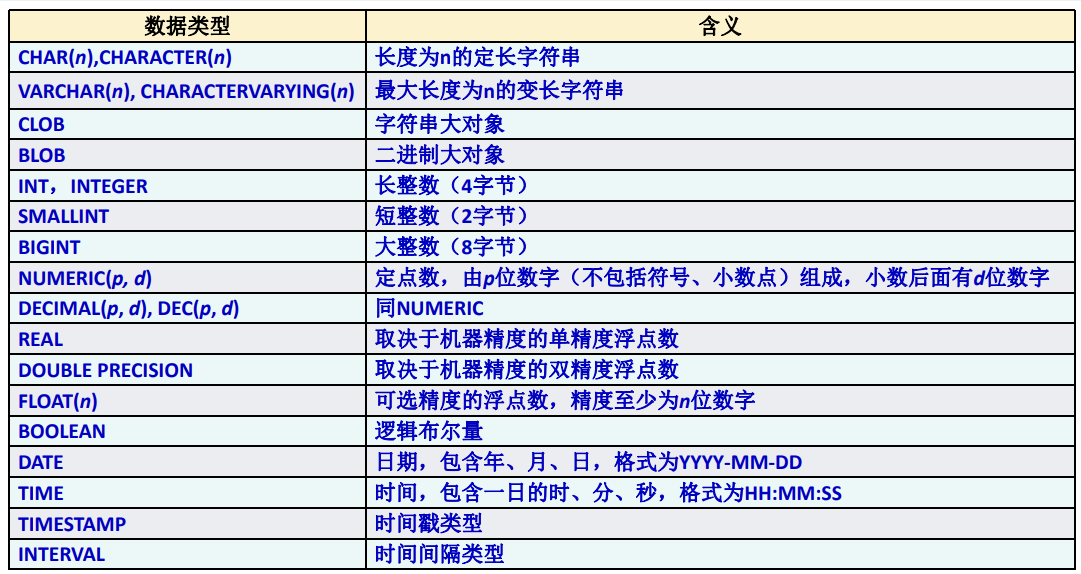 数据类型 含义
CHAR(n),CHARACTER(n) 长度为n的定长字符串
VARCHAR(n), CHARACTERVARYING(n) 最大长度为n的变长字符串
CLOB 字符串大对象
BLOB 二进制大对象
INT，INTEGER 长整数（4字节）
SMALLINT 短整数（2字节）
BIGINT 大整数（8字节）
NUMERIC(p, d) 定点数，由p位数字（不包括符号、小数点）组成，小数后面有d位数字
DECIMAL(p, d), DEC(p, d) 同NUMERIC
REAL 取决于机器精度的单精度浮点数
DOUBLE PRECISION 取决于机器精度的双精度浮点数
FLOAT(n) 可选精度的浮点数，精度至少为n位数字
BOOLEAN 逻辑布尔量
DATE 日期，包含年、月、日，格式为YYYY-MM-DD
TIME 时间，包含一日的时、分、秒，格式为HH:MM:SS
TIMESTAMP 时间戳类型
INTERVAL 时间间隔类型